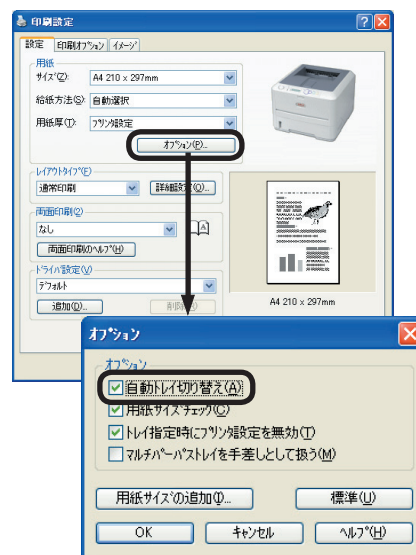 印刷設定
設定 印刷ｵﾌﾟｼｮﾝ ｲﾒｰｼﾞ
用紙
ｻｲｽﾞ(Z): A4 210 x 297mm
給紙方法(S): 自動選択
用紙厚(T): ﾌﾟﾘﾝﾀ設定
ｵﾌﾟｼｮﾝ(P)...
ﾚｲｱｳﾄﾀｲﾌﾟ(E)
通常印刷 詳細設定(O)...
両面印刷(2)
なし
両面印刷のﾍﾙﾌﾟ(H)
ﾄﾞﾗｲﾊﾞ設定(V)
ﾃﾞﾌｫﾙﾄ
追加(D)... 削除
A4 210 x 297mm
ｵﾌﾟｼｮﾝ
ｵﾌﾟｼｮﾝ
自動ﾄﾚｲ切り替え(A)
用紙ｻｲｽﾞﾁｪｯｸ(C)
ﾄﾚｲ指定時にﾌﾟﾘﾝﾀ設定を無効(T)
ﾏﾙﾁﾊﾟｰﾊﾟｽﾄﾚｲを手差しとして扱う(M)
用紙ｻｲｽﾞの追加(I)... 標準(U)
OK ｷｬﾝｾﾙ ﾍﾙﾌﾟ(H)